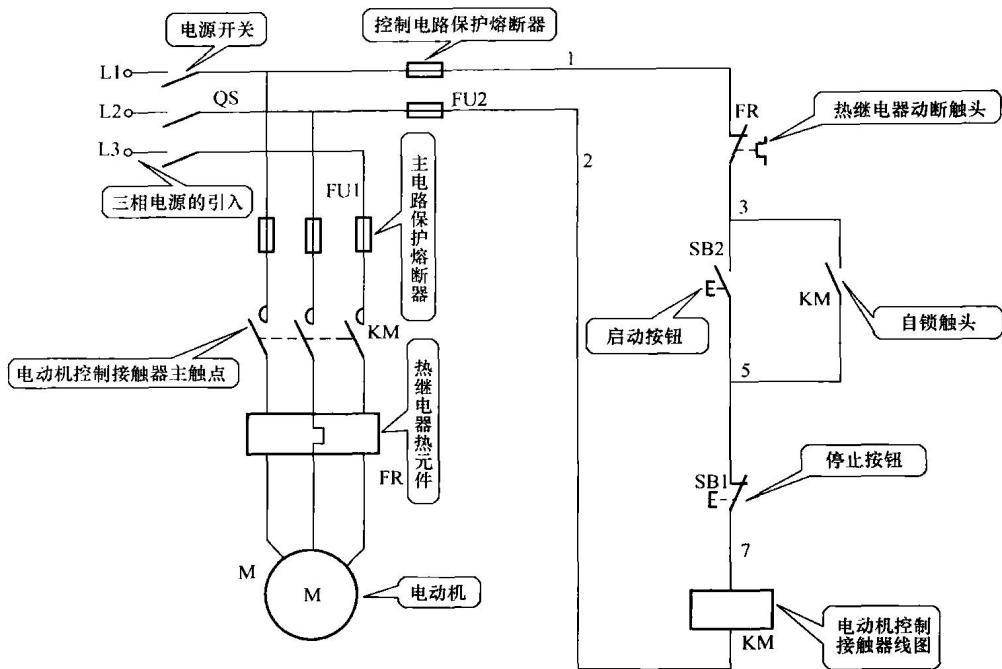 电源开关
控制电路保护熔断器
L1
1
L2
QS
FU2
FR
热继电器动断触头
L3
2
三相电源的引入
FU1
主电路保护熔断器
3
SB2
KM
启动按钮
自锁触头
KM
电动机控制接触器主触点
5
热继电器热元件
FR
停止按钮
SB1
7
M
M
电动机
电动机控制
接触器线图
KM